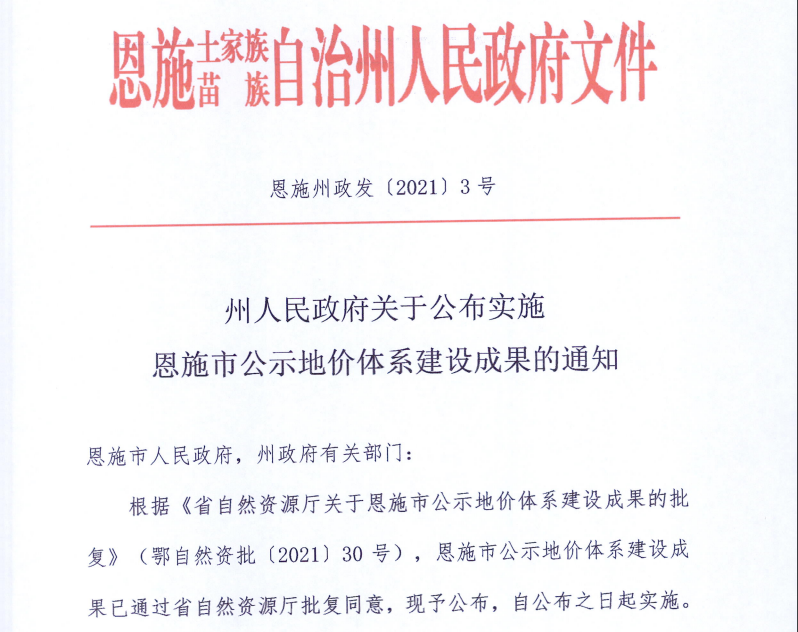 恩施土家族苗族自治州人民政府文件
恩施州政发〔2021〕3号
州人民政府关于公布实施
恩施市公示地价体系建设成果的通知
恩施市人民政府，州政府有关部门：
根据《省自然资源厅关于恩施市公示地价体系建设成果的批
复》（鄂自然资批〔2021〕30号），恩施市公示地价体系建设成
果已通过省自然资源厅批复同意，现予公布，自公布之日起实施。